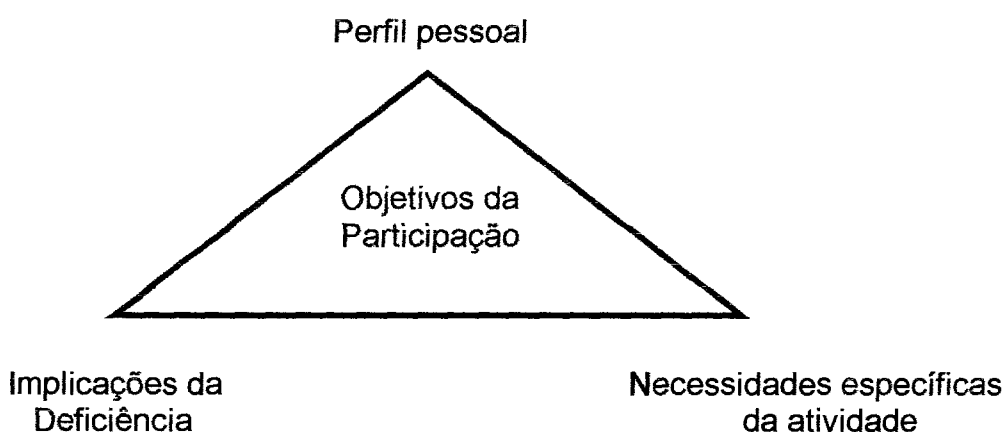 Perfil pessoal
Objetivos da
Participação
Implicações da
Deficiência
Necessidades específicas
da atividade